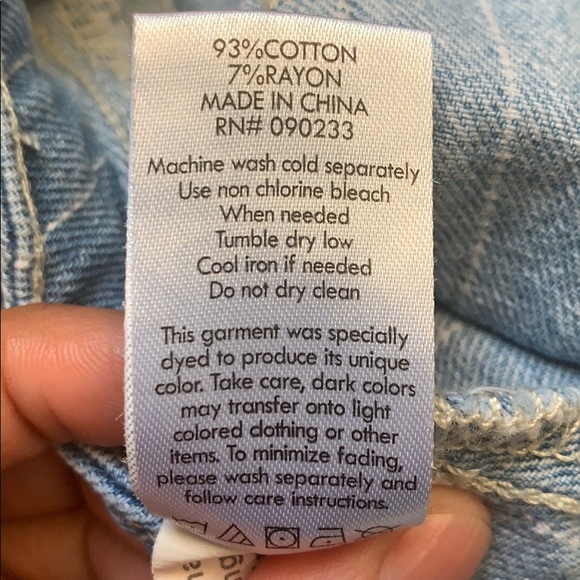 93%COTTON
7%RAYON
MADE IN CHINA
RN# 090233
Machine wash cold separately
Use non chlorine bleach
When needed
Tumble dry low
Cool iron if needed
Do not dry clean
This garment was specially
dyed to produce its unique
color. Take care, dark colors
may transfer onto light
colored clothing or other
items. To minimize fading,
please wash separately and
follow care instructions.